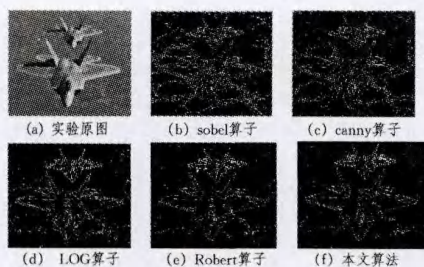 (a) 实验原图
(b) sobel算子
(c) canny算子
(d) LOG算子
(e) Robert算子
(f) 本文算法